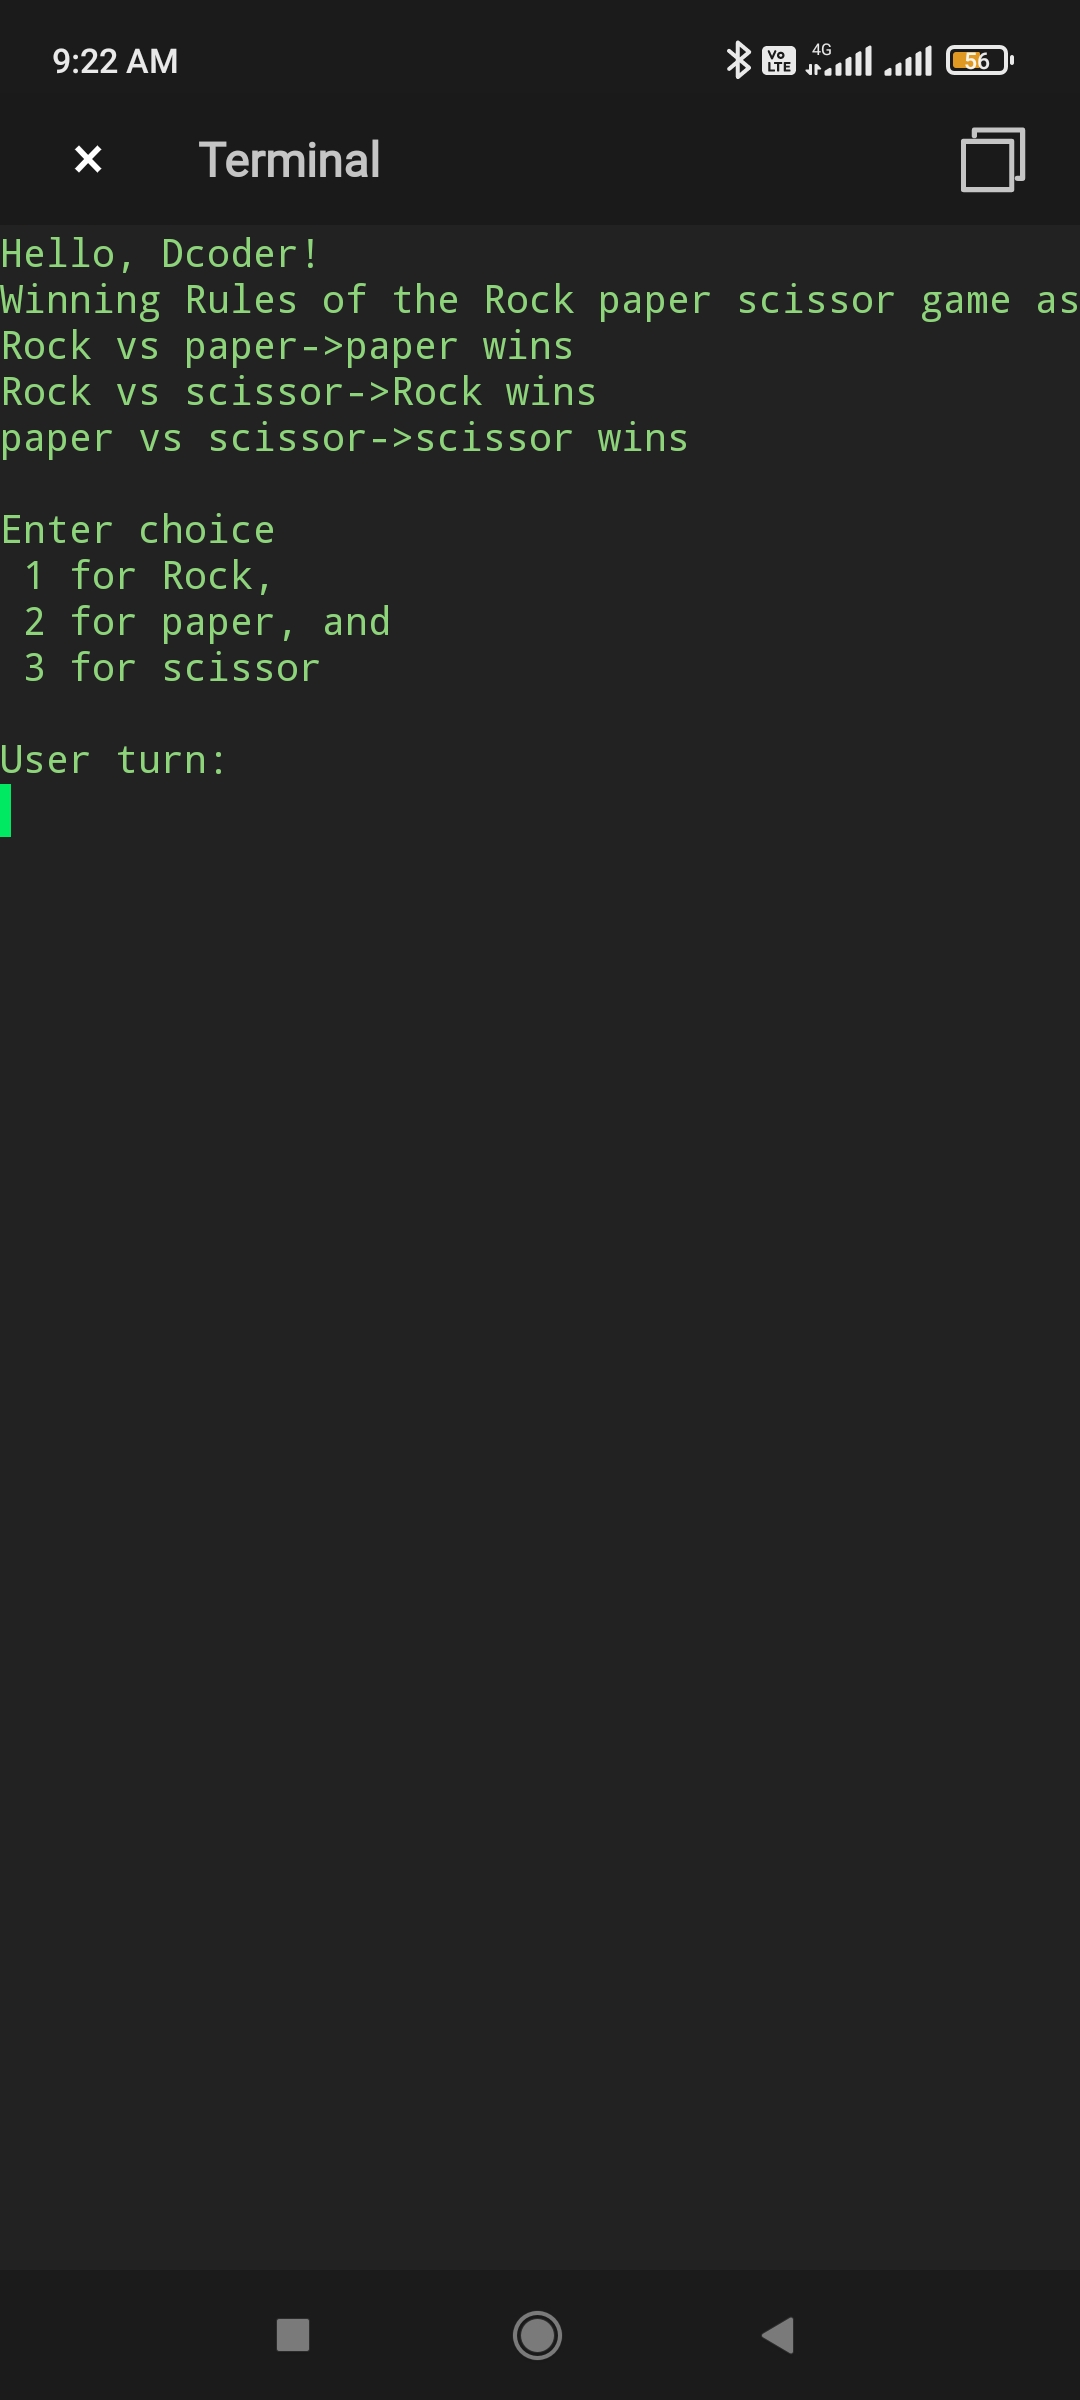 9:22 AM
Vo LTE
4G
56
Terminal
Hello, Dcoder!
Winning Rules of the Rock paper scissor game as
Rock vs paper->paper wins
Rock vs scissor->Rock wins
paper vs scissor->scissor wins
Enter choice
1 for Rock,
2 for paper, and
3 for scissor
User turn: